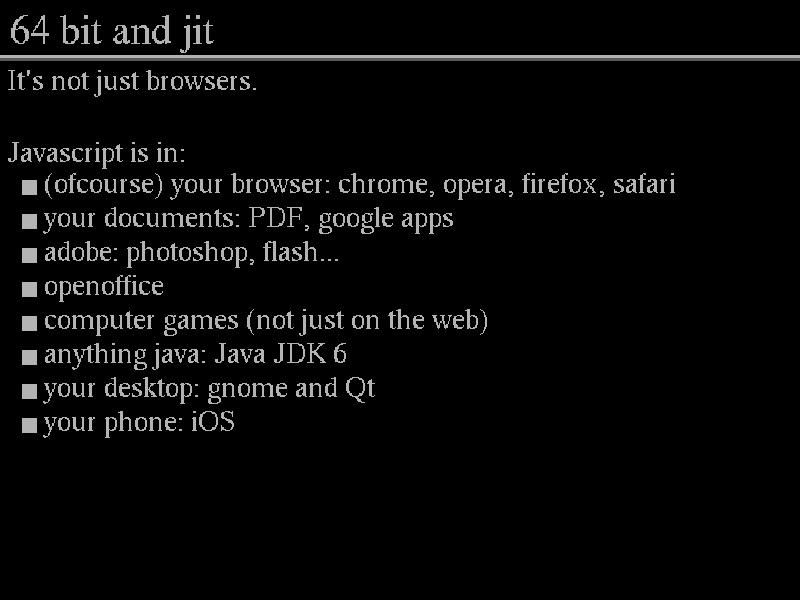 64 bit and jit
It's not just browsers.
Javascript is in:
(ofcourse) your browser: chrome, opera, firefox, safari
your documents: PDF, google apps
adobe: photoshop, flash...
openoffice
computer games (not just on the web)
anything java: Java JDK 6
your desktop: gnome and Qt
your phone: iOS